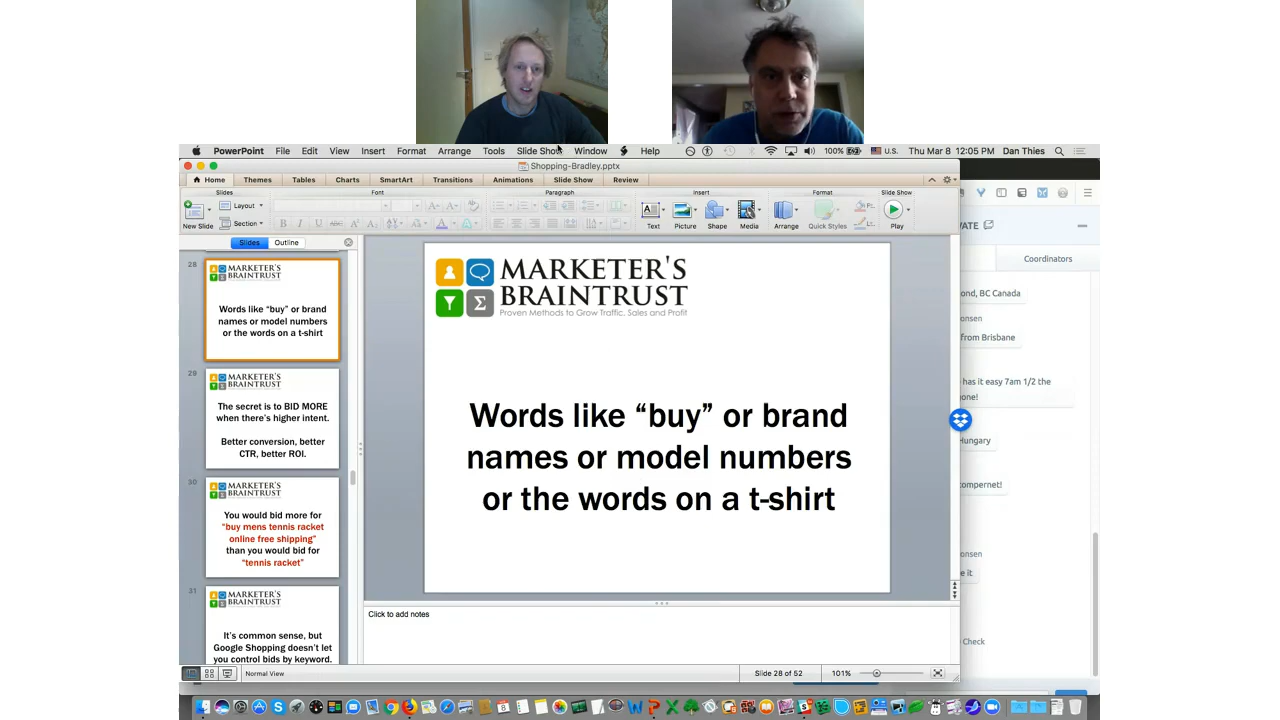 PowerPoint File Edit View Insert Format Arrange Tools Slide Show Window Help 100% U.S. Thu Mar 8 12:05 PM Dan Thies
Shopping-Bradley.pptx
Home Themes Tables Charts SmartArt Transitions Animations Slide Show Review
Slides Font Paragraph Insert Format Slide Show
New Slide Layout Section Text Picture Shape Media Arrange Quick Styles Play
Slides Outline
28
MARKETER'S
BRAINTRUST
Words like “buy” or brand
names or model numbers
or the words on a t-shirt
29
MARKETER'S
BRAINTRUST
The secret is to BID MORE
when there's higher intent.
Better conversion, better
CTR, better ROI.
30
MARKETER'S
BRAINTRUST
You would bid more for
“buy mens tennis racket
online free shipping”
than you would bid for
“tennis racket”
31
MARKETER'S
BRAINTRUST
It's common sense, but
Google Shopping doesn't let
you control bids by keyword.
MARKETER'S
BRAINTRUST
Proven Methods to Grow Traffic, Sales and Profit
Words like “buy” or brand
names or model numbers
or the words on a t-shirt
Click to add notes
Normal View Slide 28 of 52 101%
VATE
Coordinators
ond, BC Canada
onsen
from Brisbane
has it easy 7am 1/2 the
one!
Hungary
compernet!
onsen
e it
Check